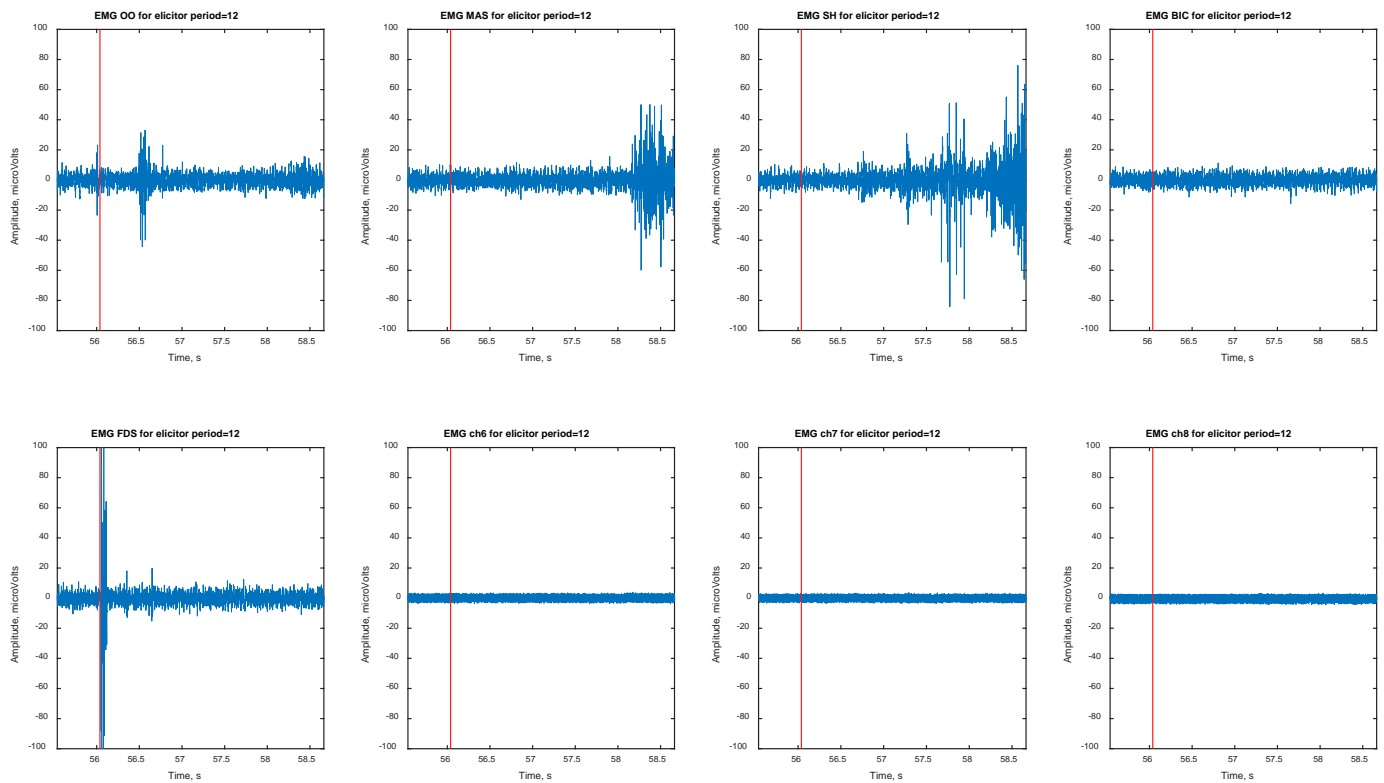 EMG OO for elicitor period=12
100
80
60
40
20
0
-20
-40
-60
-80
-100
Amplitude, microVolts
56 56.5 57 57.5 58 58.5
Time, s
EMG MAS for elicitor period=12
100
80
60
40
20
0
-20
-40
-60
-80
-100
Amplitude, microVolts
56 56.5 57 57.5 58 58.5
Time, s
EMG SH for elicitor period=12
100
80
60
40
20
0
-20
-40
-60
-80
-100
Amplitude, microVolts
56 56.5 57 57.5 58 58.5
Time, s
EMG BIC for elicitor period=12
100
80
60
40
20
0
-20
-40
-60
-80
-100
Amplitude, microVolts
56 56.5 57 57.5 58 58.5
Time, s
EMG FDS for elicitor period=12
100
80
60
40
20
0
-20
-40
-60
-80
-100
Amplitude, microVolts
56 56.5 57 57.5 58 58.5
Time, s
EMG ch6 for elicitor period=12
100
80
60
40
20
0
-20
-40
-60
-80
-100
Amplitude, microVolts
56 56.5 57 57.5 58 58.5
Time, s
EMG ch7 for elicitor period=12
100
80
60
40
20
0
-20
-40
-60
-80
-100
Amplitude, microVolts
56 56.5 57 57.5 58 58.5
Time, s
EMG ch8 for elicitor period=12
100
80
60
40
20
0
-20
-40
-60
-80
-100
Amplitude, microVolts
56 56.5 57 57.5 58 58.5
Time, s